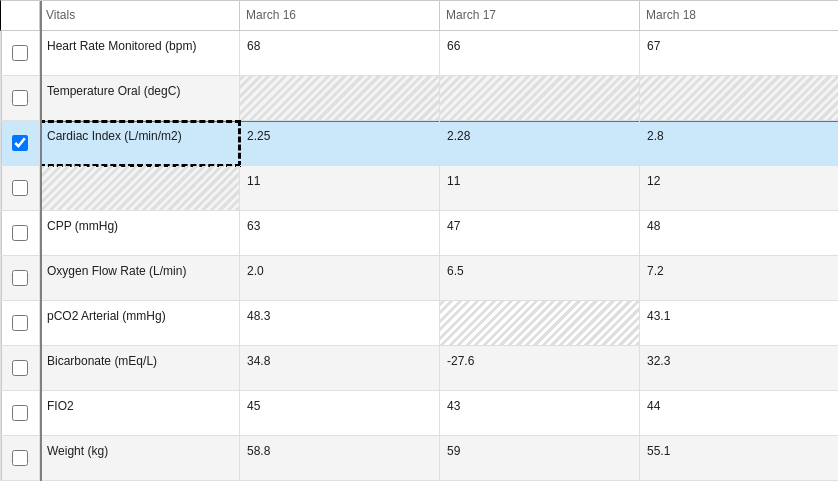 Vitals March 16 March 17 March 18
Heart Rate Monitored (bpm) 68 66 67
Temperature Oral (degC)
Cardiac Index (L/min/m2) 2.25 2.28 2.8
11 11 12
CPP (mmHg) 63 47 48
Oxygen Flow Rate (L/min) 2.0 6.5 7.2
pCO2 Arterial (mmHg) 48.3 43.1
Bicarbonate (mEq/L) 34.8 -27.6 32.3
FIO2 45 43 44
Weight (kg) 58.8 59 55.1